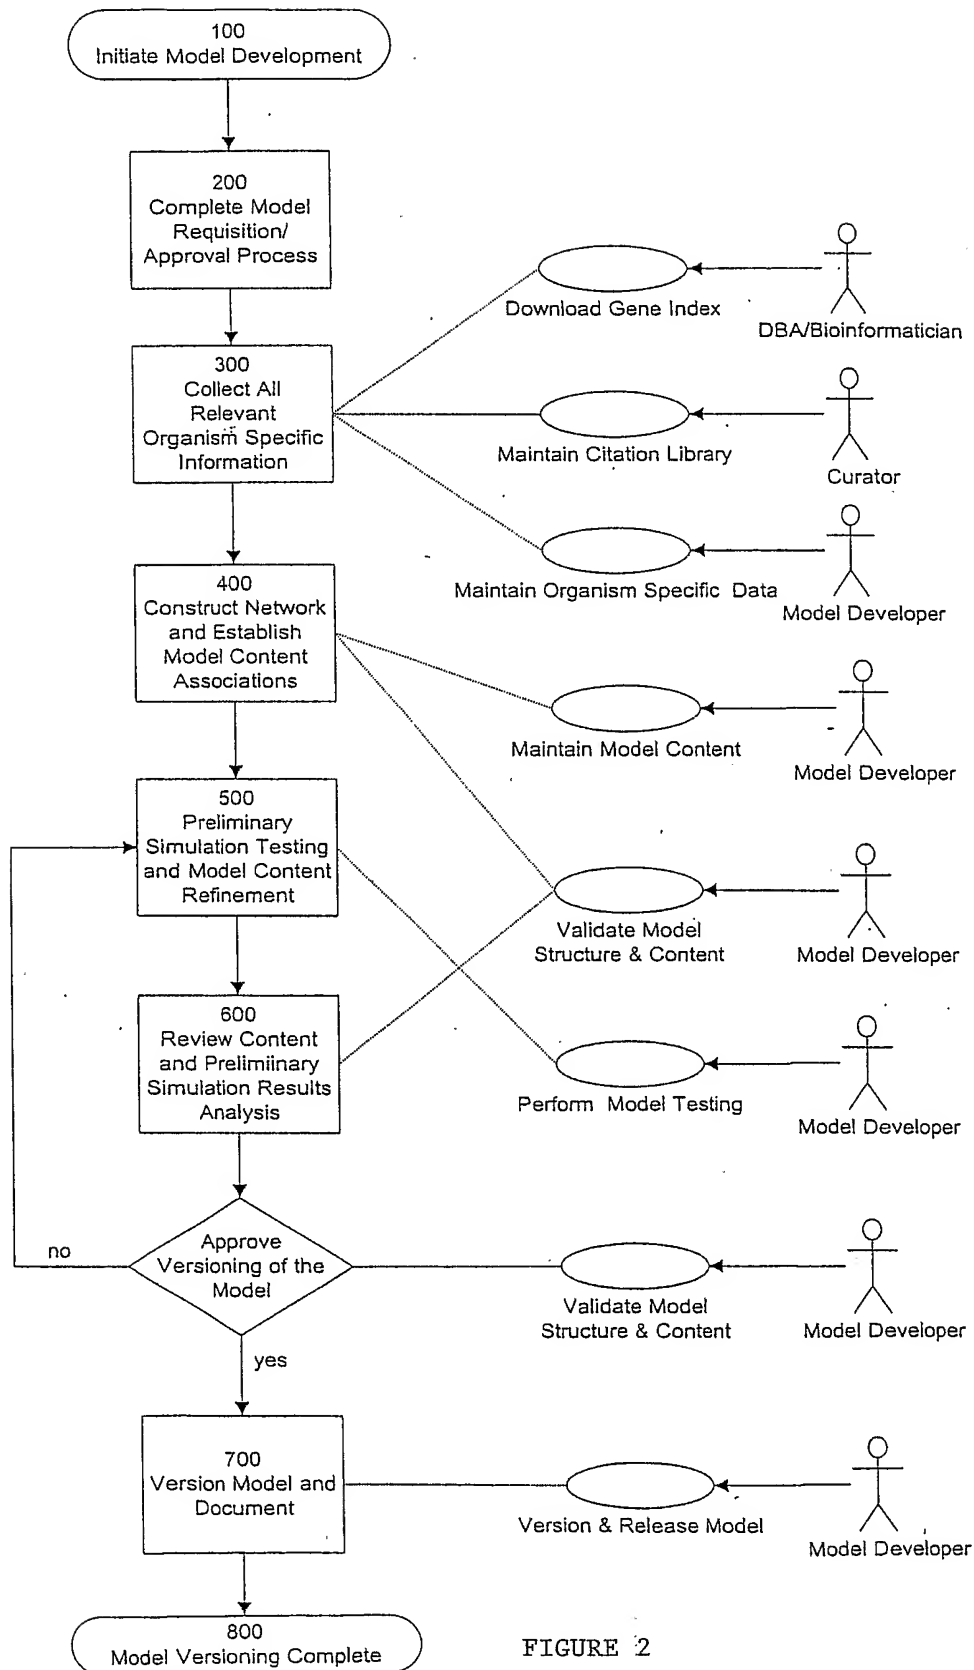 100
Initiate Model Development
200
Complete Model
Requisition/
Approval Process
Download Gene Index
DBA/Bioinformatician
300
Collect All
Relevant
Organism Specific
Information
Maintain Citation Library
Curator
Maintain Organism Specific Data
Model Developer
400
Construct Network
and Establish
Model Content
Associations
Maintain Model Content
Model Developer
500
Preliminary
Simulation Testing
and Model Content
Refinement
Validate Model
Structure & Content
Model Developer
600
Review Content
and Prelimiinary
Simulation Results
Analysis
Perform Model Testing
Model Developer
no
Approve
Versioning of the
Model
Validate Model
Structure & Content
Model Developer
yes
700
Version Model and
Document
Version & Release Model
Model Developer
800
Model Versioning Complete
FIGURE 2